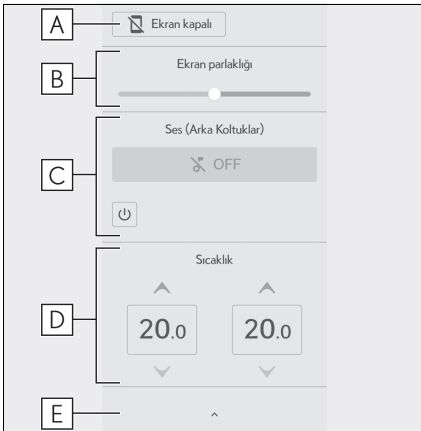 A
Ekran kapalı
B
Ekran parlaklığı
C
Ses (Arka Koltuklar)
OFF
D
Sıcaklık
20.0 20.0
E